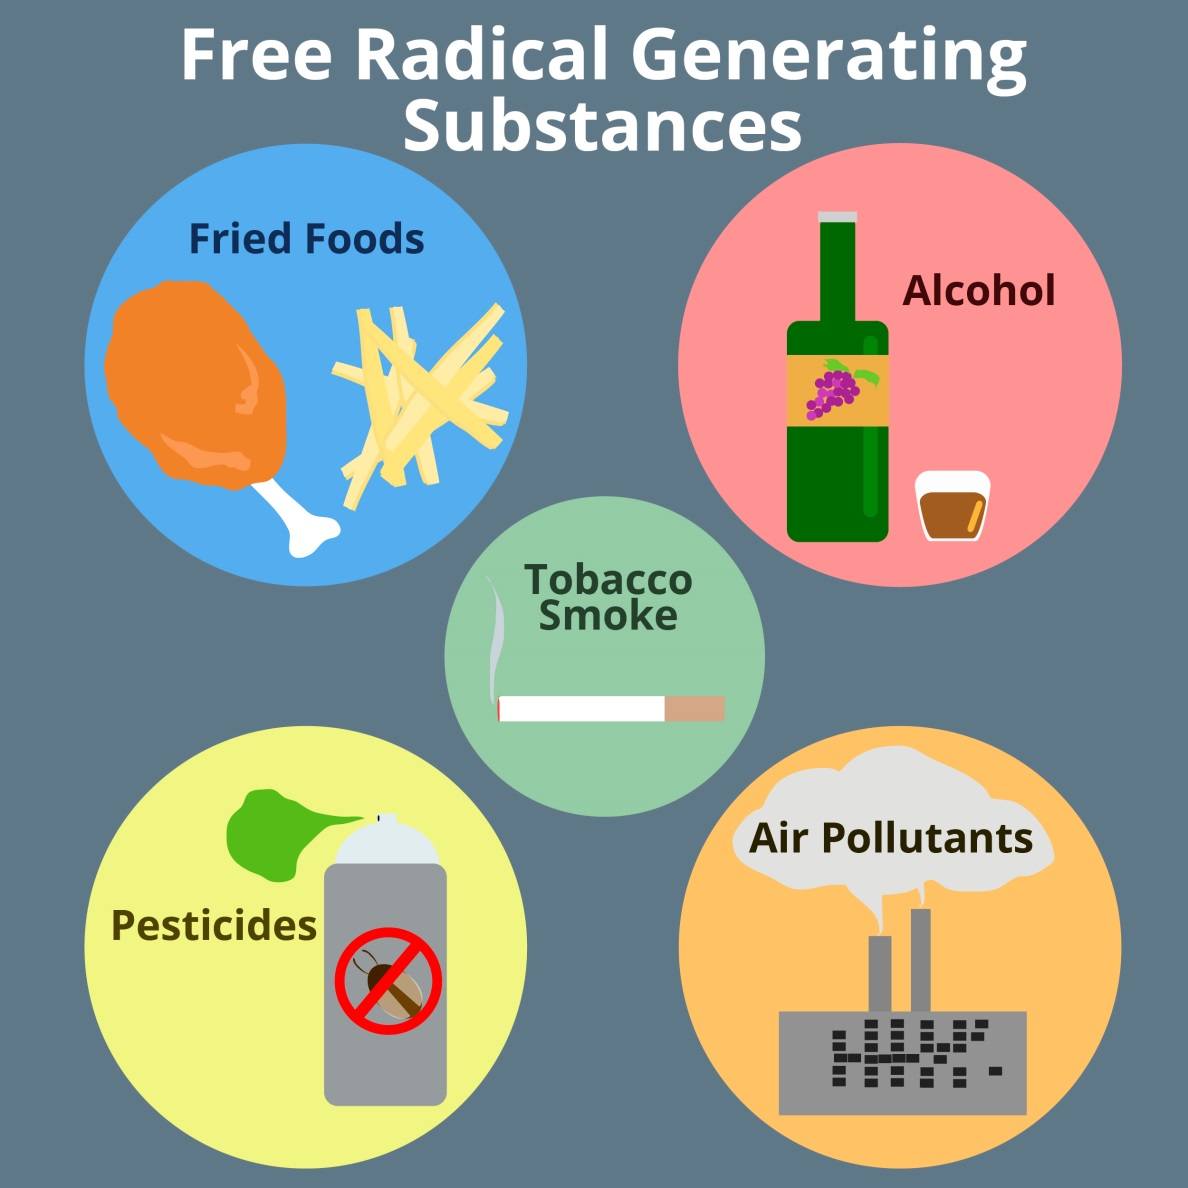 Free Radical Generating
Substances
Fried Foods
Alcohol
Tobacco
Smoke
Pesticides
Air Pollutants